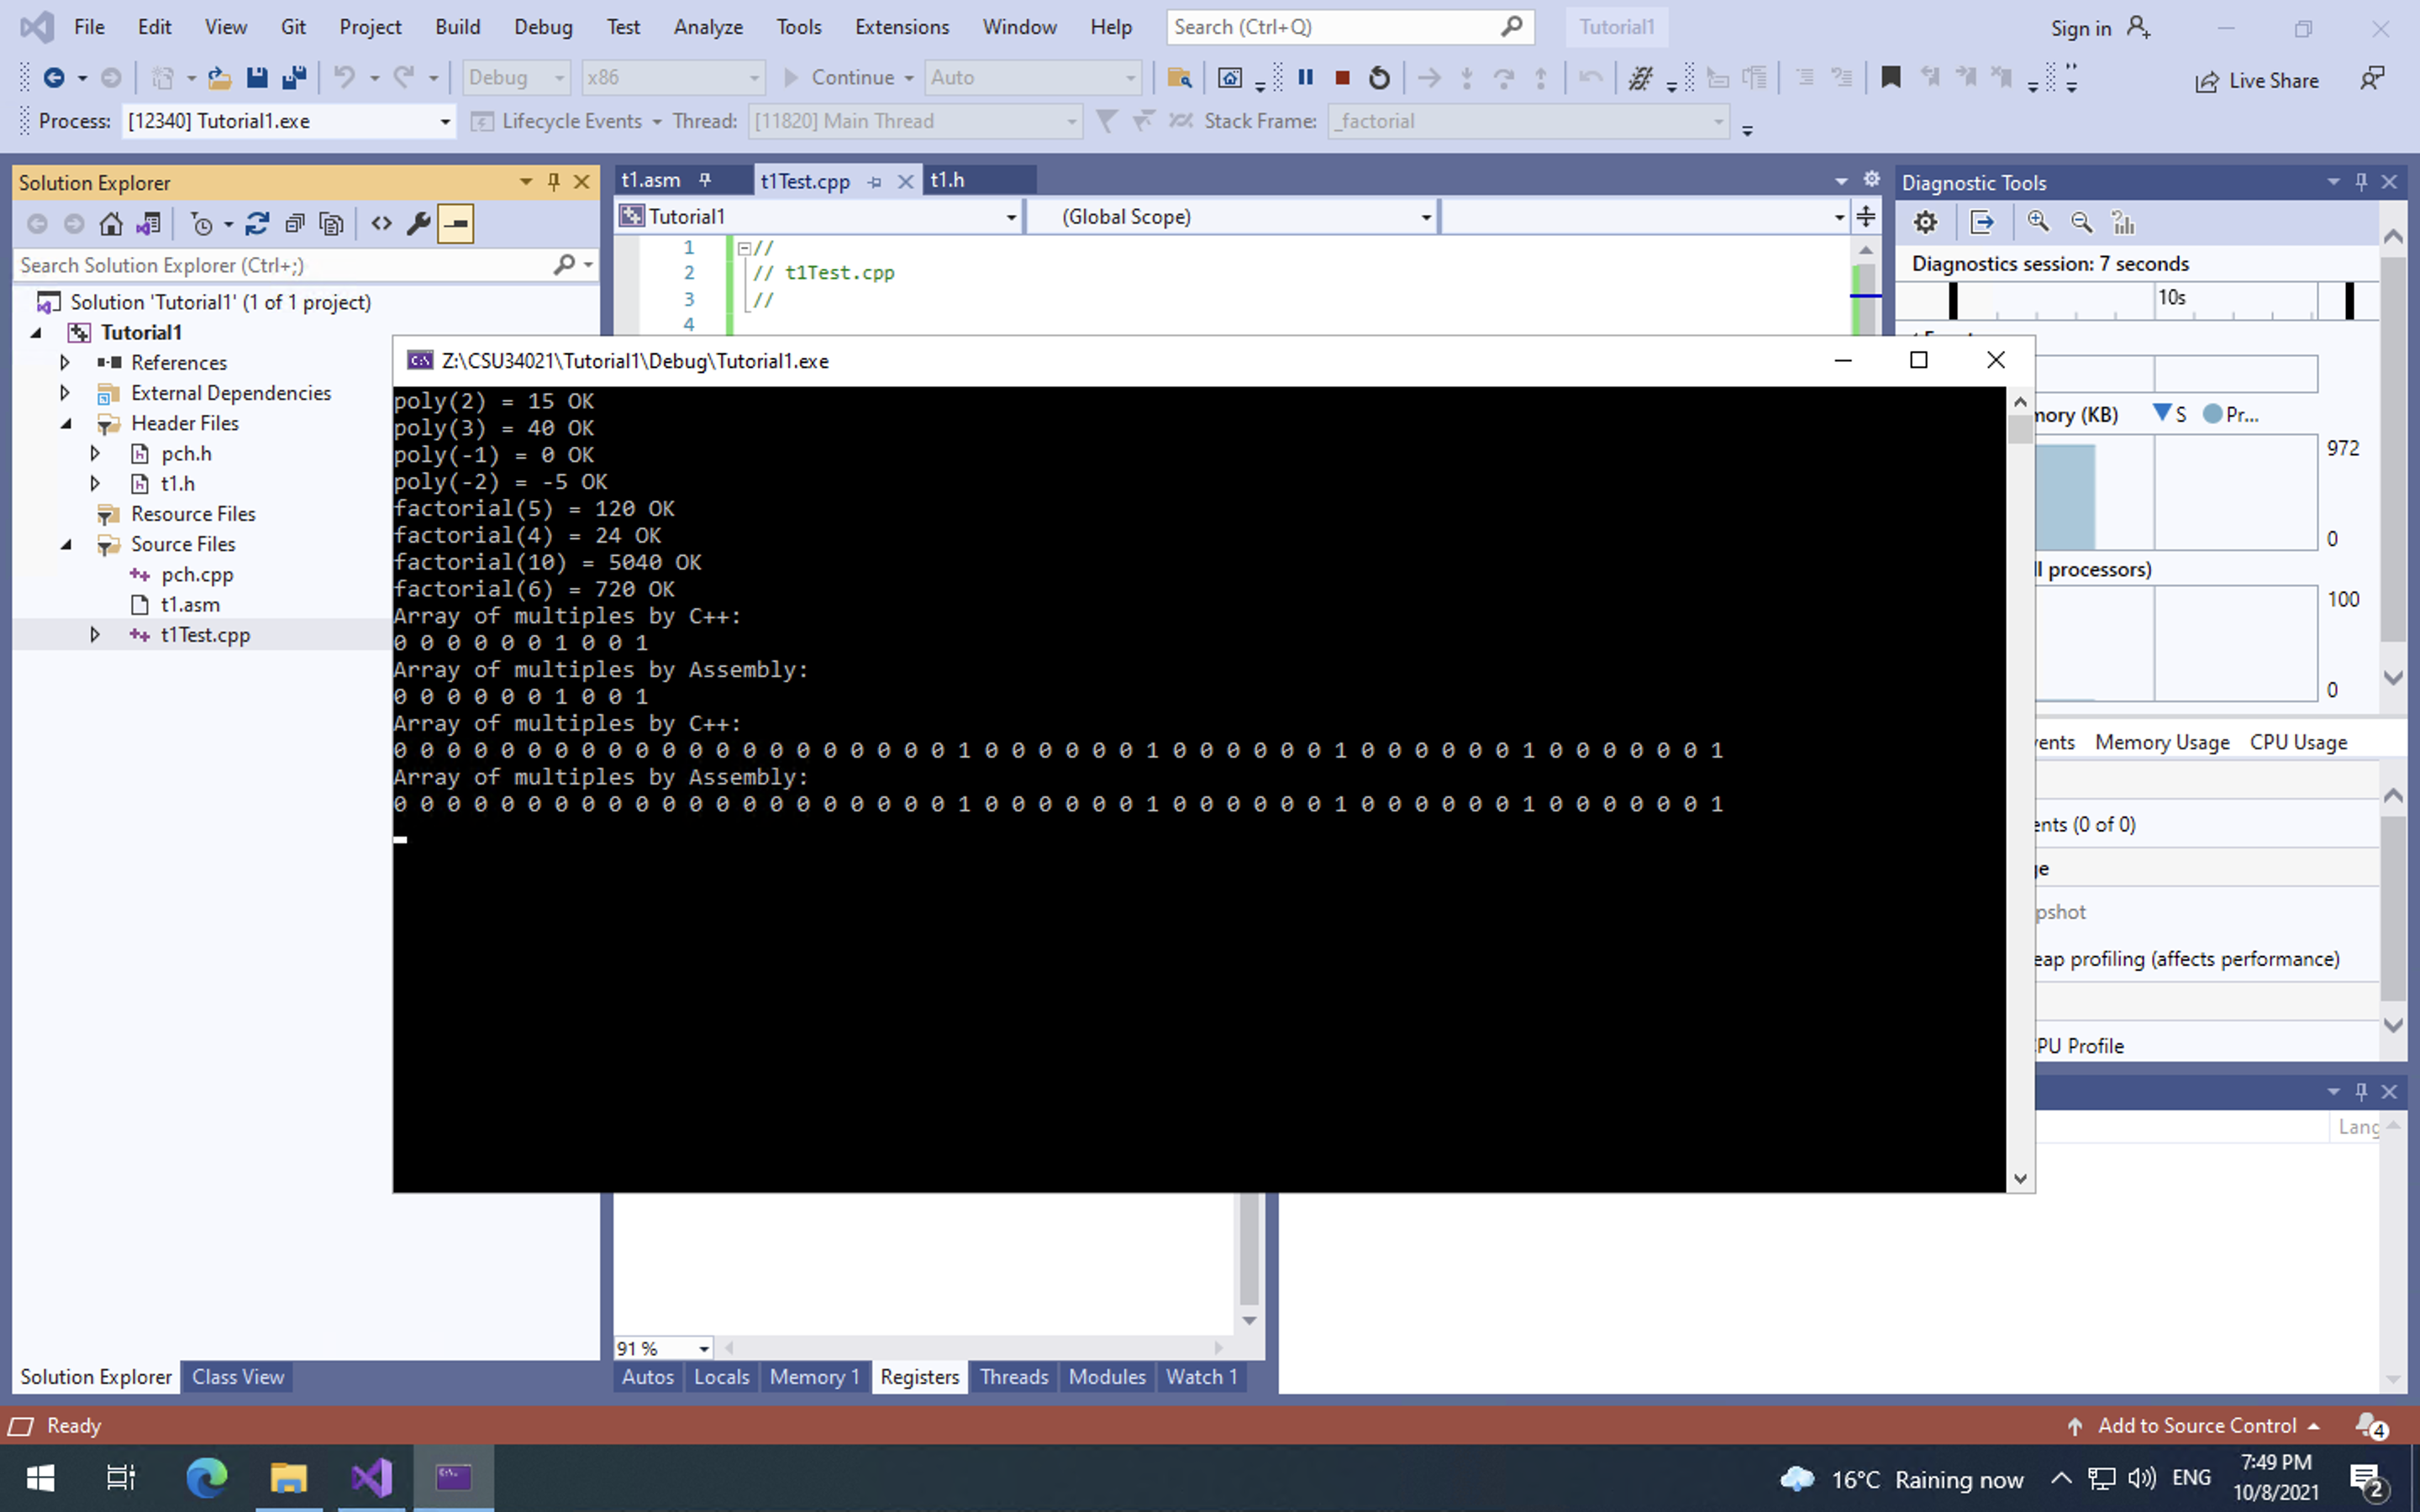 File Edit View Git Project Build Debug Test Analyze Tools Extensions Window Help Search (Ctrl+Q) Tutorial1 Sign in
Debug x86 Continue Auto Live Share
Process: [12340] Tutorial1.exe Lifecycle Events Thread: [11820] Main Thread Stack Frame: _factorial
Solution Explorer
Search Solution Explorer (Ctrl+;)
Solution 'Tutorial1' (1 of 1 project)
Tutorial1
References
External Dependencies
Header Files
pch.h
t1.h
Resource Files
Source Files
pch.cpp
t1.asm
t1Test.cpp
Solution Explorer Class View
t1.asm t1Test.cpp t1.h
Tutorial1 (Global Scope)
1 //
2 // t1Test.cpp
3 //
4
Z:\CSU34021\Tutorial1\Debug\Tutorial1.exe
poly(2) = 15 OK
poly(3) = 40 OK
poly(-1) = 0 OK
poly(-2) = -5 OK
factorial(5) = 120 OK
factorial(4) = 24 OK
factorial(10) = 5040 OK
factorial(6) = 720 OK
Array of multiples by C++:
0 0 0 0 0 0 1 0 0 1
Array of multiples by Assembly:
0 0 0 0 0 0 1 0 0 1
Array of multiples by C++:
0 0 0 0 0 0 0 0 0 0 0 0 0 0 0 0 0 0 0 0 0 1 0 0 0 0 0 0 1 0 0 0 0 0 0 1 0 0 0 0 0 0 1 0 0 0 0 0 0 1
Array of multiples by Assembly:
0 0 0 0 0 0 0 0 0 0 0 0 0 0 0 0 0 0 0 0 0 1 0 0 0 0 0 0 1 0 0 0 0 0 0 1 0 0 0 0 0 0 1 0 0 0 0 0 0 1
91 %
Autos Locals Memory 1 Registers Threads Modules Watch 1
Diagnostic Tools
Diagnostics session: 7 seconds
10s
mory (KB) S Pr...
972
0
ll processors)
100
0
ents Memory Usage CPU Usage
ents (0 of 0)
ge
pshot
eap profiling (affects performance)
CPU Profile
Lang
Ready Add to Source Control 4
16°C Raining now ENG 7:49 PM
10/8/2021 2